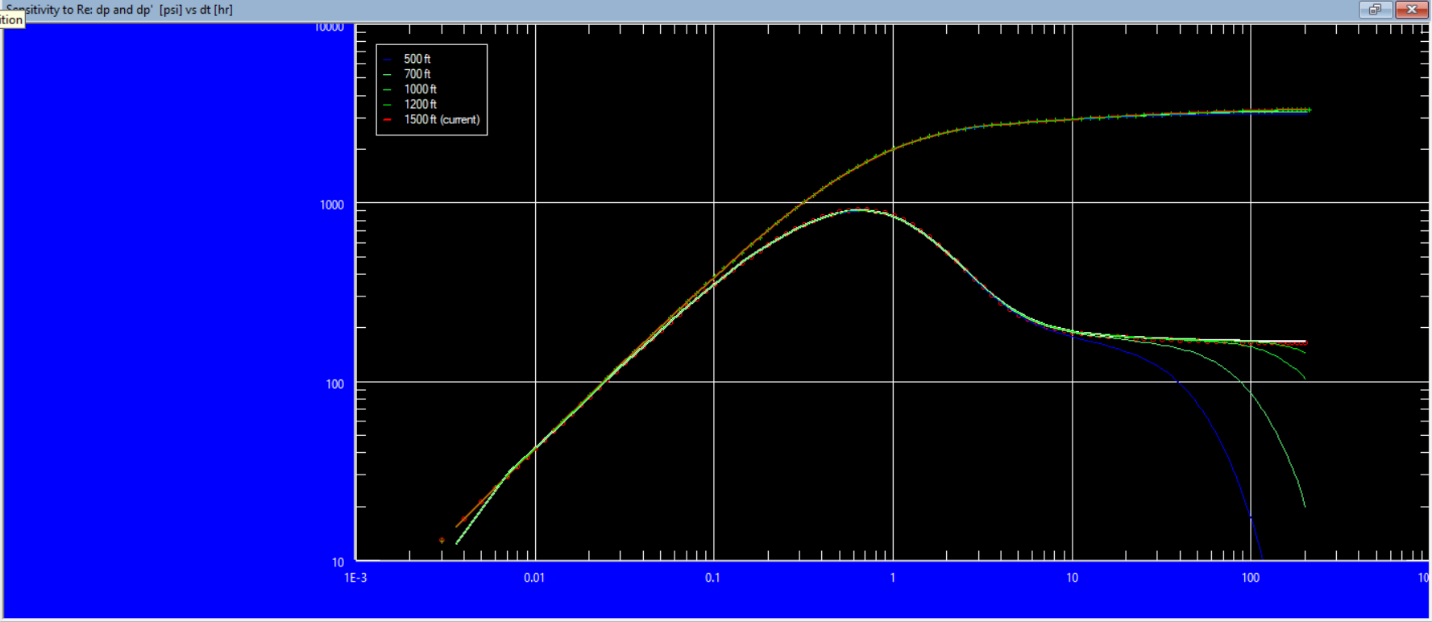 Sensitivity to Re: dp and dp' [psi] vs dt [hr]
ition
10000
500 ft
700 ft
1000 ft
1200 ft
1500 ft (current)
1000
100
10
1E-3
0.01
0.1
1
10
100
10